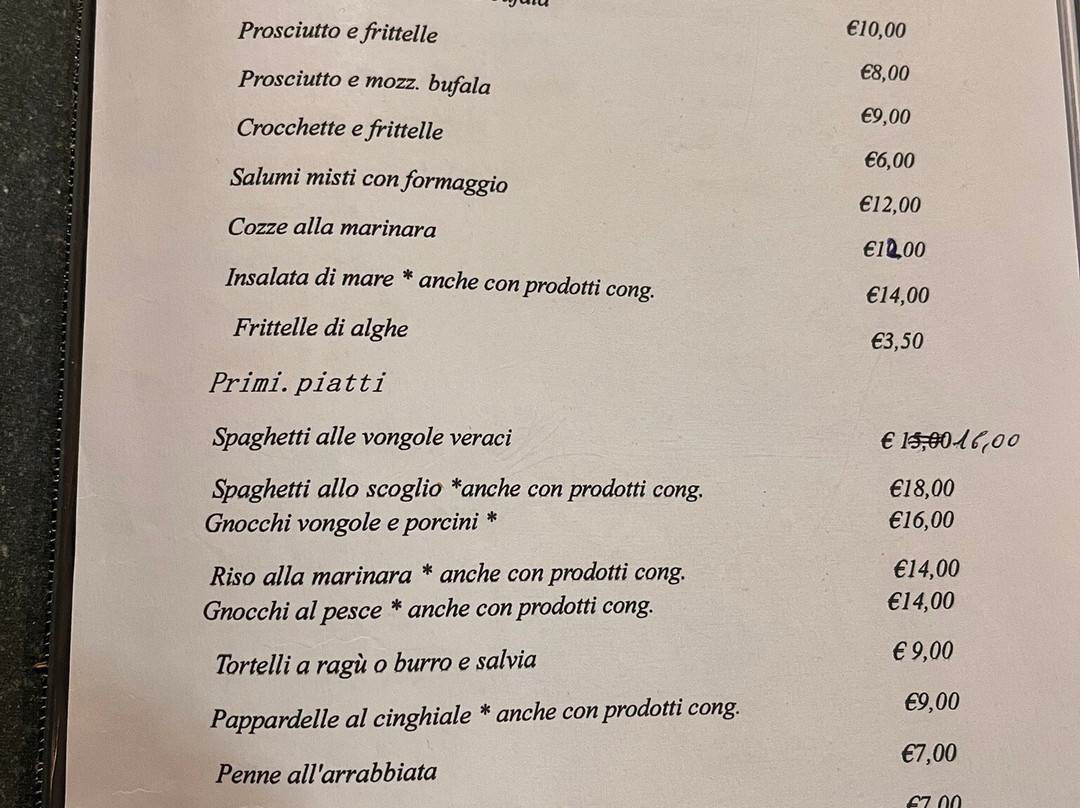 bufala €10,00
Prosciutto e frittelle €8,00
Prosciutto e mozz. bufala €9,00
Crocchette e frittelle €6,00
Salumi misti con formaggio €12,00
Cozze alla marinara €12,00
Insalata di mare * anche con prodotti cong. €14,00
Frittelle di alghe €3,50
Primi. piatti
Spaghetti alle vongole veraci € 15,00 16,00
Spaghetti allo scoglio *anche con prodotti cong. €18,00
Gnocchi vongole e porcini * €16,00
Riso alla marinara * anche con prodotti cong. €14,00
Gnocchi al pesce * anche con prodotti cong. €14,00
Tortelli a ragù o burro e salvia € 9,00
Pappardelle al cinghiale * anche con prodotti cong. €9,00
Penne all'arrabbiata €7,00
€7,00